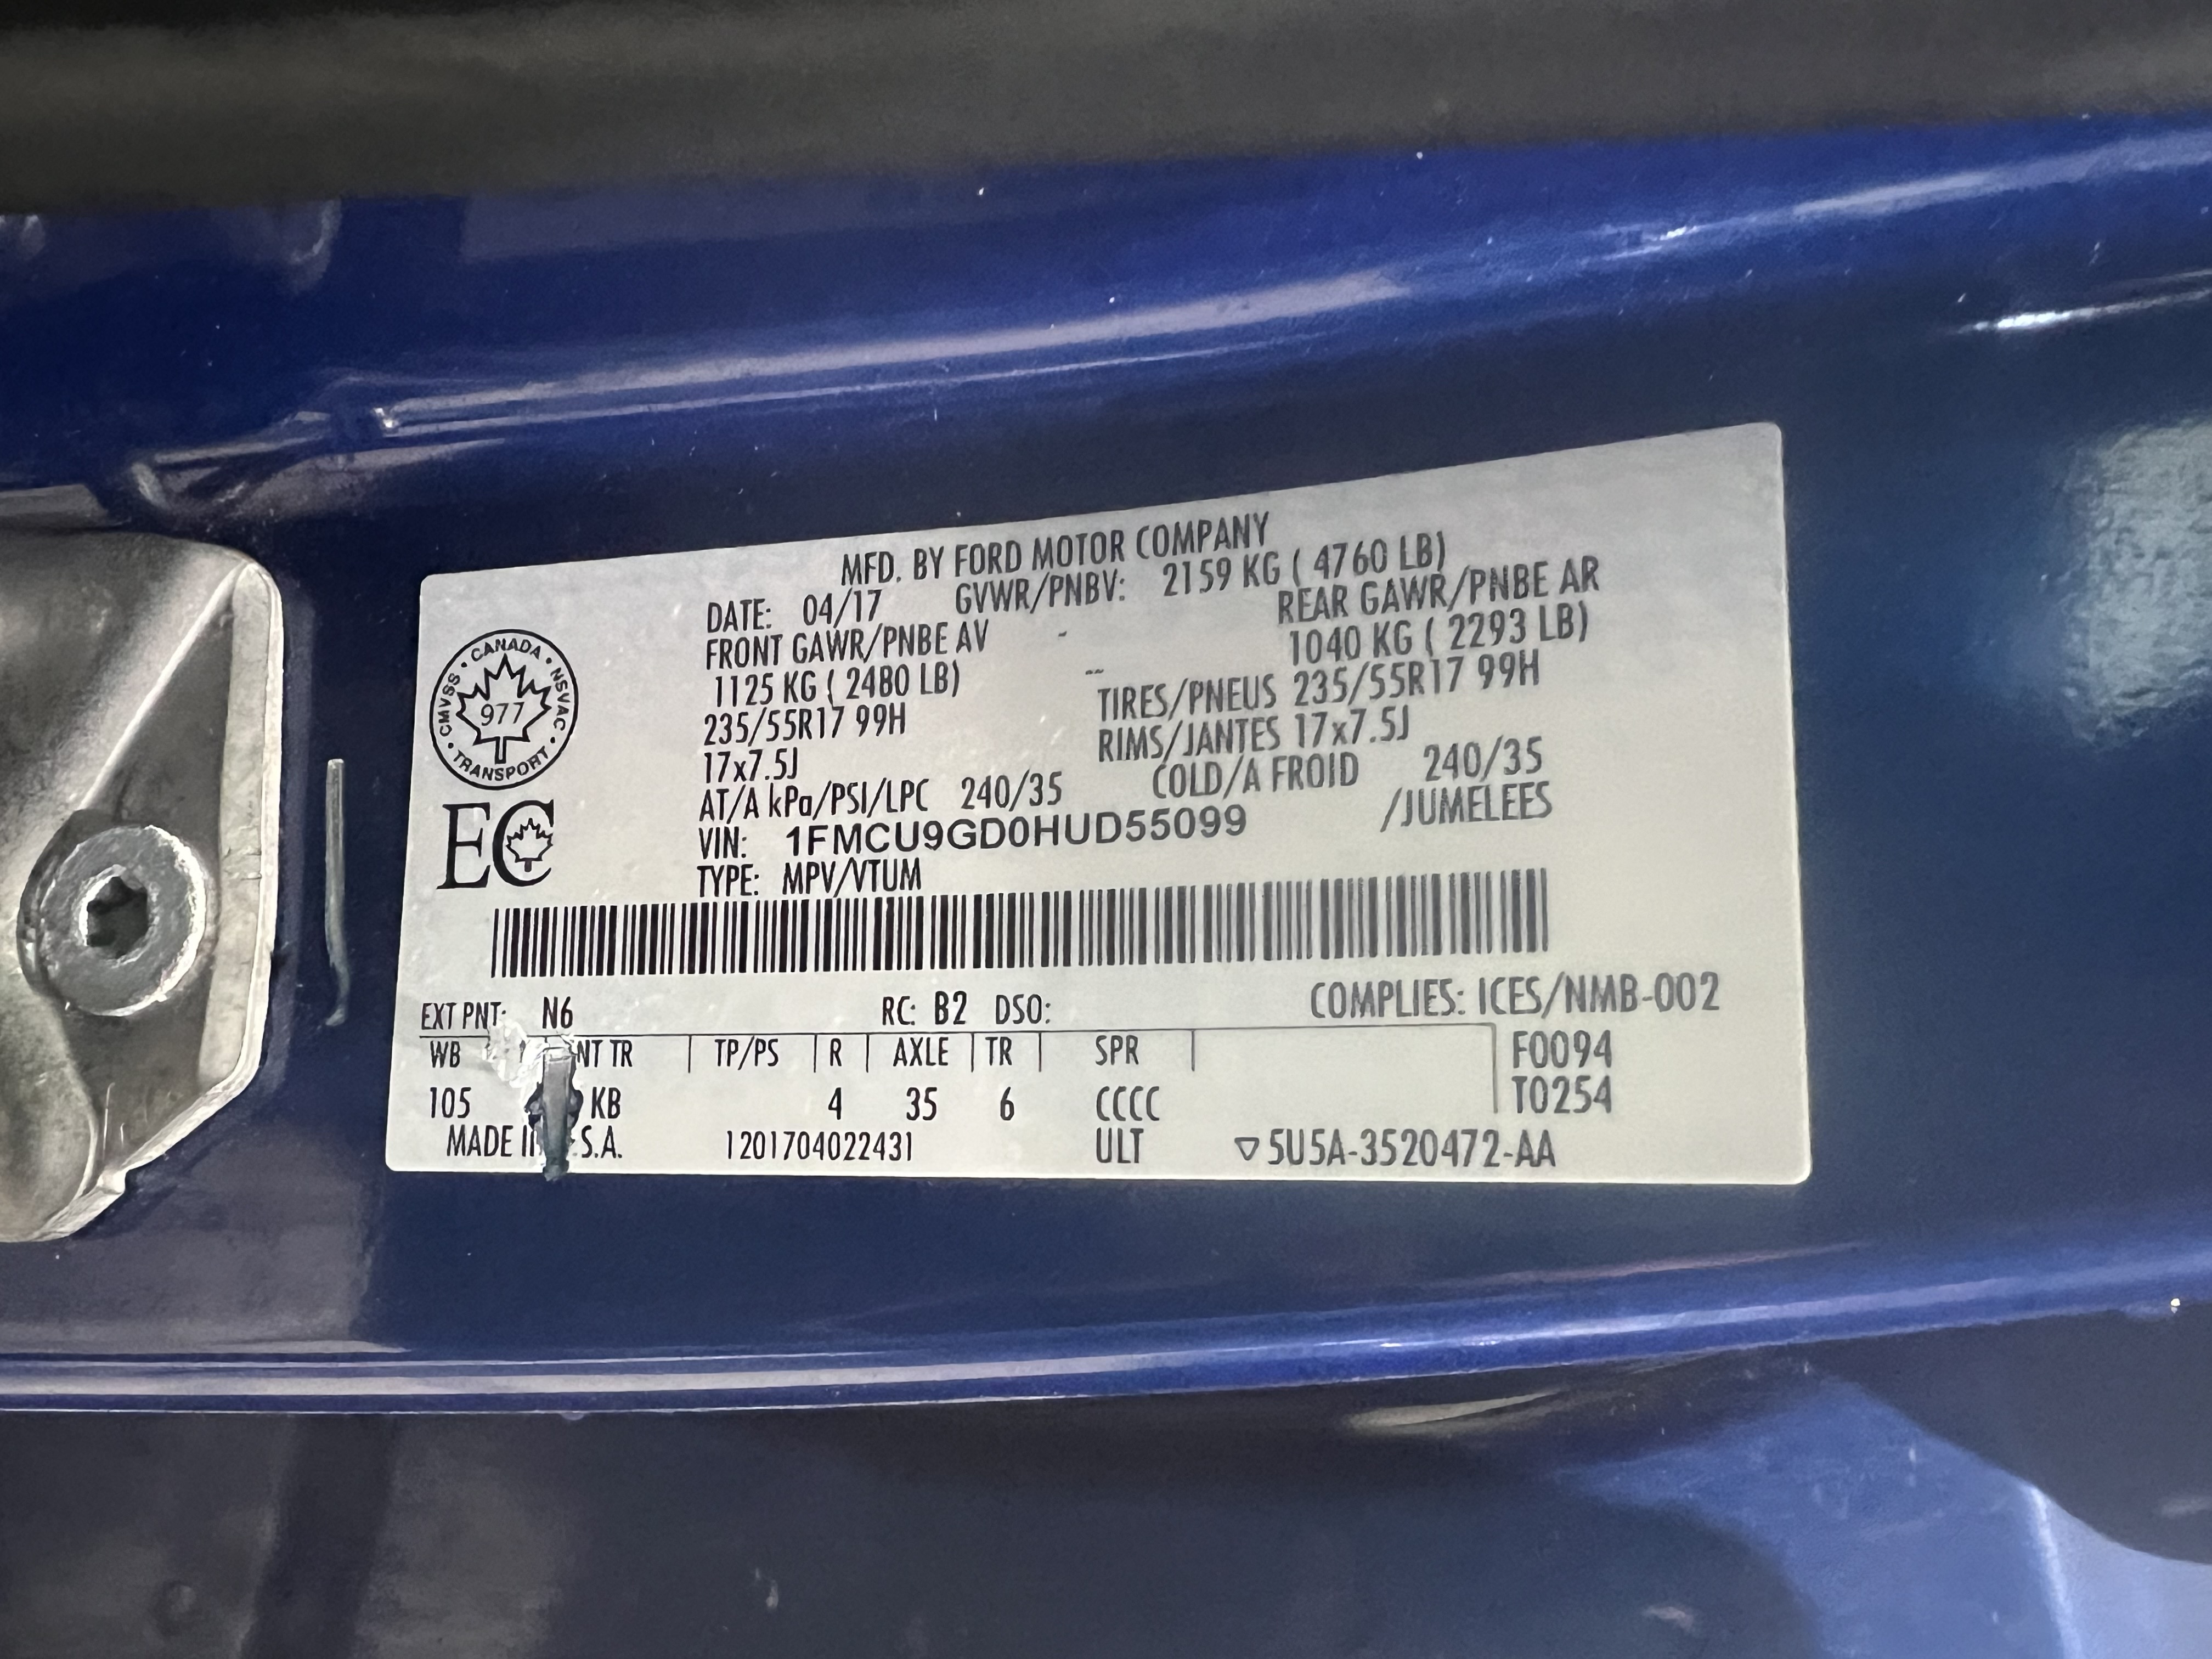 MFD. BY FORD MOTOR COMPANY
DATE: 04/17 GVWR/PNBV: 2159 KG ( 4760 LB)
FRONT GAWR/PNBE AV REAR GAWR/PNBE AR
1125 KG ( 2480 LB) 1040 KG ( 2293 LB)
235/55R17 99H TIRES/PNEUS 235/55R17 99H
17x7.5J RIMS/JANTES 17x7.5J
AT/A kPa/PSI/LPC 240/35 COLD/A FROID 240/35
VIN: 1FMCU9GD0HUD55099 /JUMELEES
TYPE: MPV/VTUM
CANADA • NSVAC • TRANSPORT • CMVSS •
977
EC
COMPLIES: ICES/NMB-002
EXT PNT: N6 RC: B2 DSO:
WB NT TR TP/PS R AXLE TR SPR F0094
105 KB 4 35 6 CCCC T0254
MADE S.A. 1201704022431 ULT ▽5U5A-3520472-AA